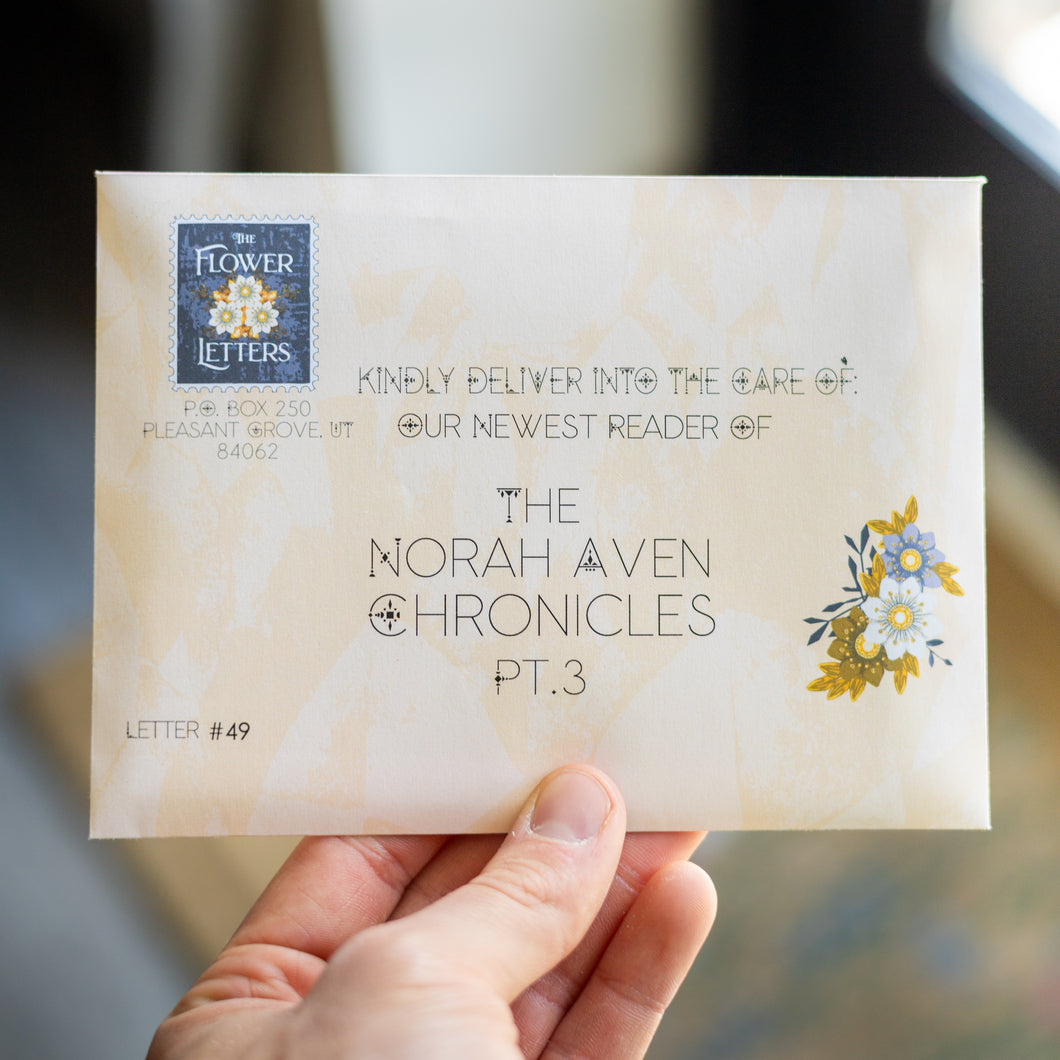 THE
FLOWER
LETTERS
P.O. BOX 250
PLEASANT GROVE, UT
84062
KINDLY DELIVER INTO THE CARE OF:
OUR NEWEST READER OF
THE
NORAH AVEN
CHRONICLES
PT.3
LETTER #49